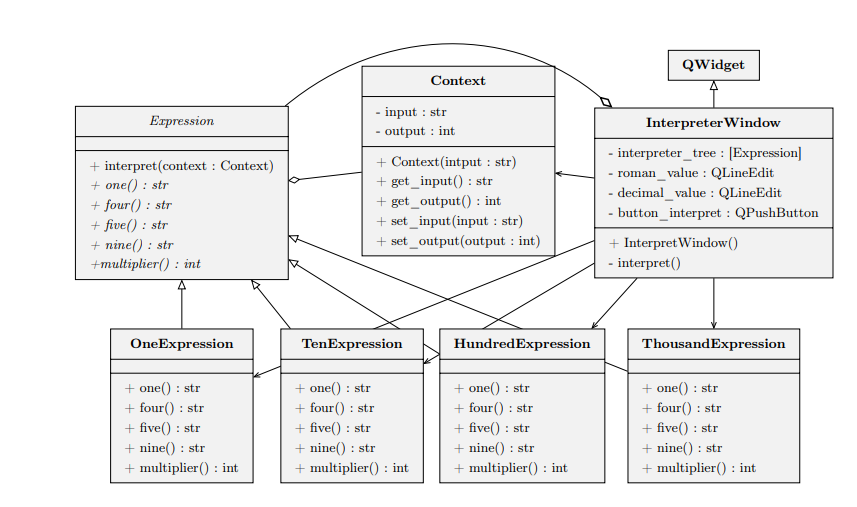 QWidget
Context
- input : str
- output : int
+ Context(intput : str)
+ get_input() : str
+ get_output() : int
+ set_input(input : str)
+ set_output(output : int)
Expression
+ interpret(context : Context)
+ one() : str
+ four() : str
+ five() : str
+ nine() : str
+multiplier() : int
InterpreterWindow
- interpreter_tree : [Expression]
- roman_value : QLineEdit
- decimal_value : QLineEdit
- button_interpret : QPushButton
+ InterpretWindow()
- interpret()
OneExpression
+ one() : str
+ four() : str
+ five() : str
+ nine() : str
+ multiplier() : int
TenExpression
+ one() : str
+ four() : str
+ five() : str
+ nine() : str
+ multiplier() : int
HundredExpression
+ one() : str
+ four() : str
+ five() : str
+ nine() : str
+ multiplier() : int
ThousandExpression
+ one() : str
+ four() : str
+ five() : str
+ nine() : str
+ multiplier() : int